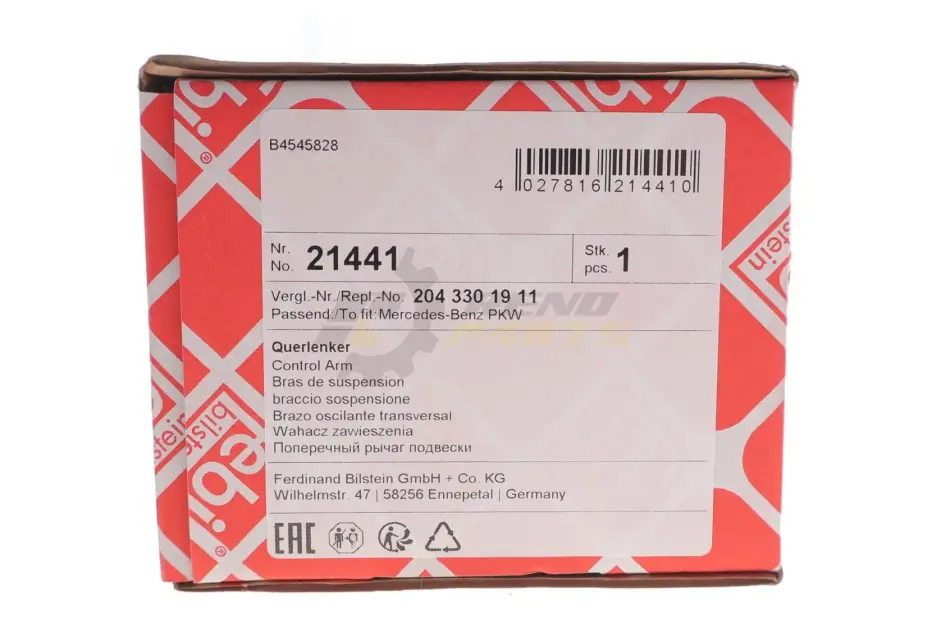 febi
bilstein
B4545828
4 027816 214410
Nr.
No. 21441
Stk.
pcs. 1
Vergl.-Nr./Repl.-No. 204 330 19 11
Passend:/To fit: Mercedes-Benz PKW
Querlenker
Control Arm
Bras de suspension
braccio sospensione
Brazo oscilante transversal
Wahacz zawieszenia
Поперечный рычаг подвески
Ferdinand Bilstein GmbH + Co. KG
Wilhelmstr. 47 | 58256 Ennepetal | Germany
EAC